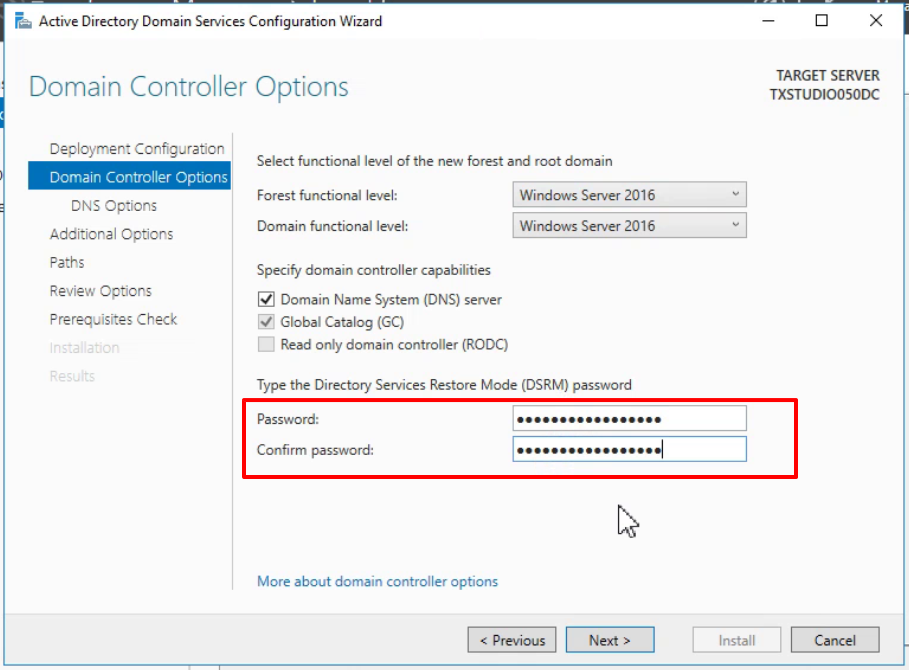 Active Directory Domain Services Configuration Wizard
Domain Controller Options
TARGET SERVER
TXSTUDIO050DC
Deployment Configuration
Domain Controller Options
DNS Options
Additional Options
Paths
Review Options
Prerequisites Check
Installation
Results
Select functional level of the new forest and root domain
Forest functional level: Windows Server 2016
Domain functional level: Windows Server 2016
Specify domain controller capabilities
Domain Name System (DNS) server
Global Catalog (GC)
Read only domain controller (RODC)
Type the Directory Services Restore Mode (DSRM) password
Password: •••••••••••••••••
Confirm password: •••••••••••••••••
More about domain controller options
< Previous Next > Install Cancel